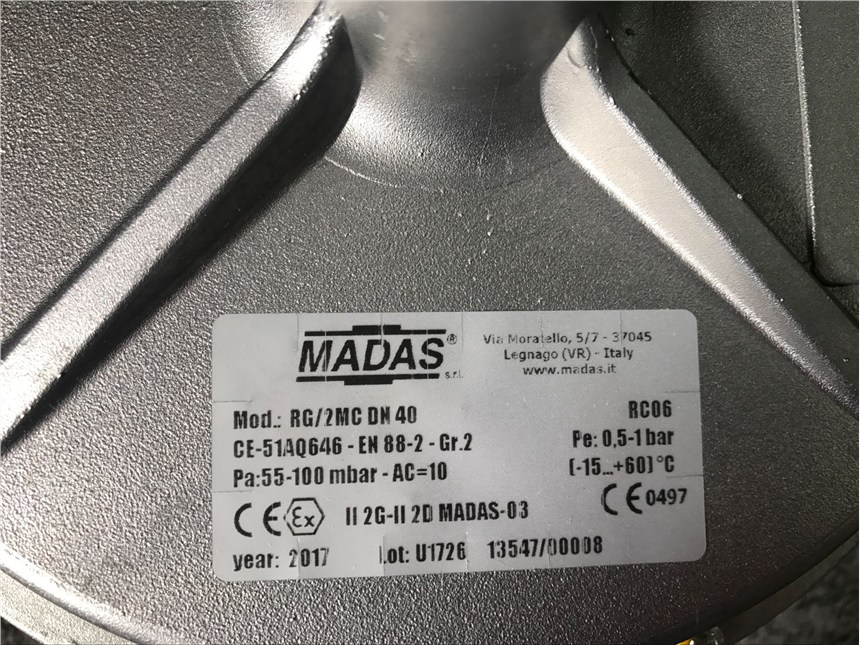 MADAS® s.r.l.
Via Moratello, 5/7 - 37045
Legnago (VR) - Italy
www.madas.it
Mod.: RG/2MC DN 40 RC06
CE-51AQ646 - EN 88-2 - Gr.2 Pe: 0,5-1 bar
Pa:55-100 mbar - AC=10 (-15...+60)°C
CE Ex II 2G-II 2D MADAS-03 CE 0497
year: 2017 Lot: U1726 13547/00008